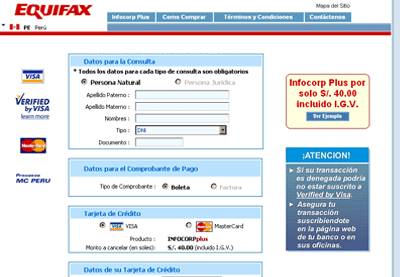 EQUIFAX
Mapa del Sitio
Infocorp Plus
Como Comprar
Términos y Condiciones
Contáctenos
PE Perú
Datos para la Consulta
* Todos los datos para cada tipo de consulta son obligatorios
Persona Natural Persona Jurídica
Apellido Paterno :
Apellido Materno :
Nombres :
Tipo : DNI
Documento :
Datos para el Comprobante de Pago
Tipo de Comprobante : Boleta Factura
Tarjeta de Crédito
VISA VISA MasterCard MasterCard
Producto : INFOCORPplus
Monto a cancelar (en soles): S/. 40.00 (incluido I.G.V.)
Datos de su Tarjeta de Crédito
VISA
VERIFIED
by VISA
learn more
MasterCard
Procesos
MC PERU
Infocorp Plus por
solo S/. 40.00
incluido I.G.V.
Ver Ejemplo
¡ATENCION!
Si su transacción
es denegada podría
no estar suscrito a
Verified by Visa.
Asegura tu
transacción
suscribiendote
en la página web
de tu banco o en
sus oficinas.